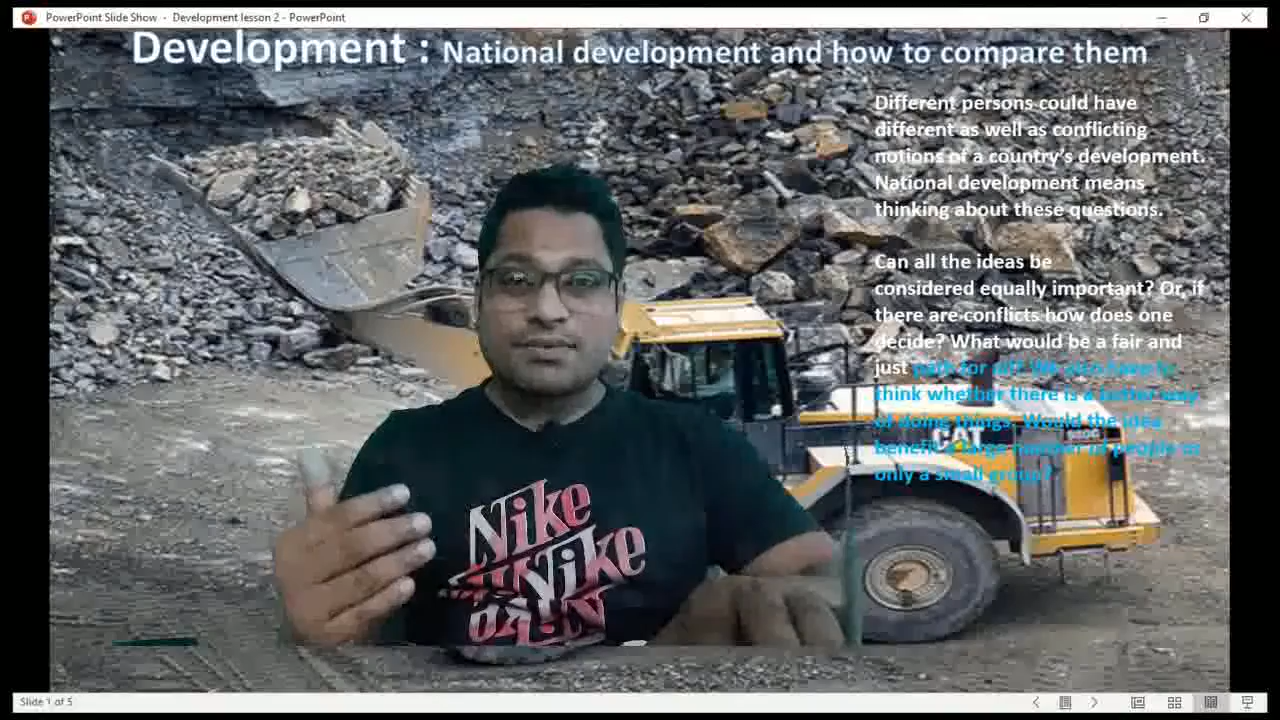 PowerPoint Slide Show - Development lesson 2 - PowerPoint
Development : National development and how to compare them
Different persons could have
different as well as conflicting
notions of a country's development.
National development means
thinking about these questions.
Can all the ideas be
considered equally important? Or, if
there are conflicts how does one
decide? What would be a fair and
just path for all? We also have to
think whether there is a better way
of doing things. Would the idea
benefit a large number of people or
only a small group?
CAT
Nike
Nike
Slide 1 of 5